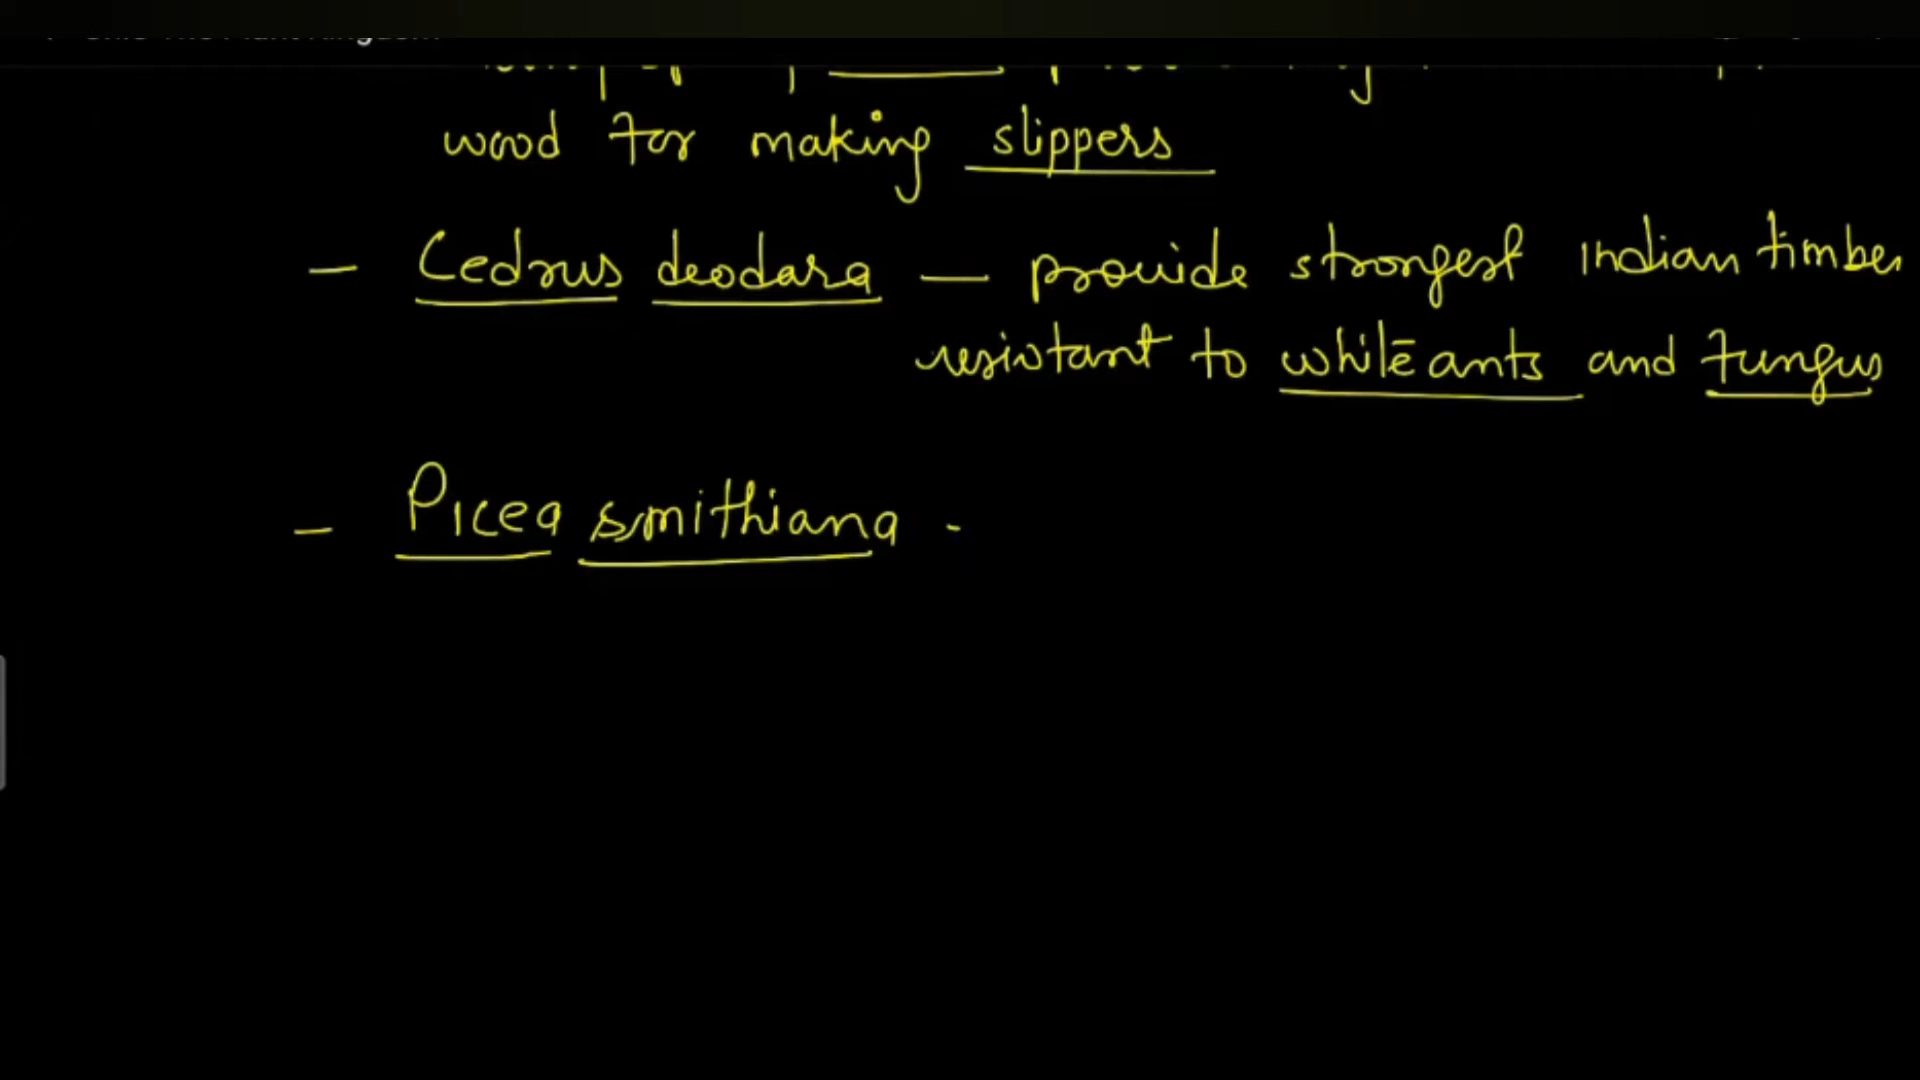 wood for making slippers
- Cedrus deodara - provide strongest Indian timber
resistant to white ants and fungus
- Picea smithiana -